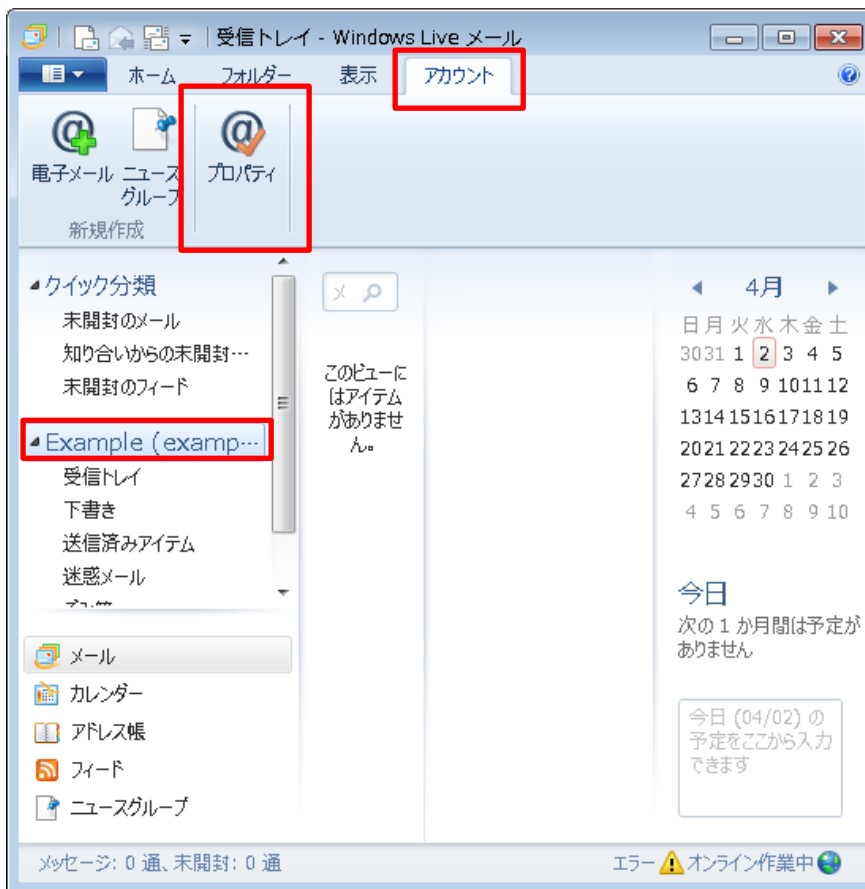 受信トレイ - Windows Live メール
ホーム フォルダー 表示 アカウント
電子メール
ニュース
グループ
プロパティ
新規作成
クイック分類
未開封のメール
知り合いからの未開封…
未開封のフィード
Example (examp…
受信トレイ
下書き
送信済みアイテム
迷惑メール
メール
カレンダー
アドレス帳
フィード
ニュースグループ
メ
このビューに
はアイテム
がありませ
ん。
4月
日 月 火 水 木 金 土
30 31 1 2 3 4 5
6 7 8 9 10 11 12
13 14 15 16 17 18 19
20 21 22 23 24 25 26
27 28 29 30 1 2 3
4 5 6 7 8 9 10
今日
次の 1 か月間は予定が
ありません
今日 (04/02) の
予定をここから入力
できます
メッセージ: 0 通、未開封: 0 通
エラー オンライン作業中